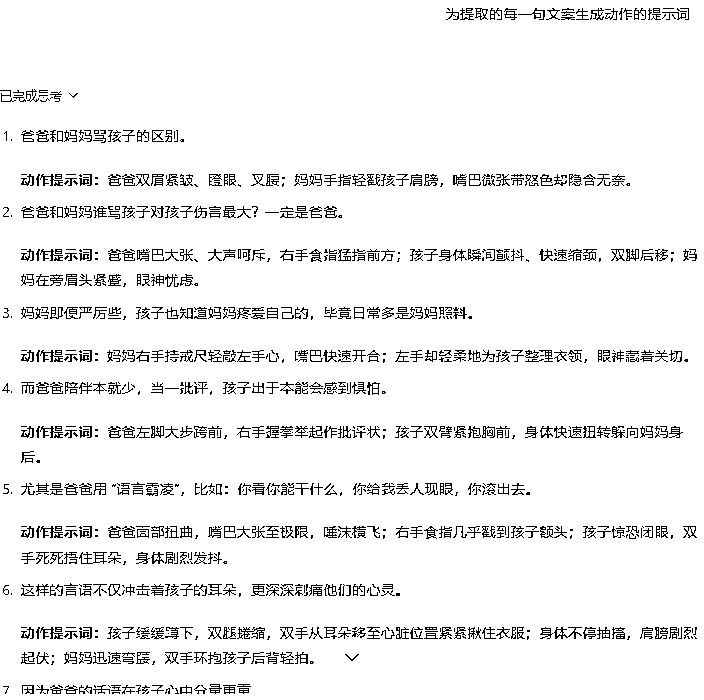 为提取的每一句文案生成动作的提示词
已完成思考
1. 爸爸和妈妈骂孩子的区别。
动作提示词：爸爸双眉紧皱、瞪眼、叉腰；妈妈手指轻戳孩子肩膀，嘴巴微张带怒色却隐含无奈。
2. 爸爸和妈妈谁骂孩子对孩子伤害最大？一定是爸爸。
动作提示词：爸爸嘴巴大张、大声呵斥，右手食指猛指前方；孩子身体瞬间颤抖、快速缩颈，双脚后移；妈
妈在旁眉头紧蹙，眼神忧虑。
3. 妈妈即便严厉些，孩子也知道妈妈疼爱自己的，毕竟日常多是妈妈照料。
动作提示词：妈妈右手持戒尺轻敲左手心，嘴巴快速开合；左手却轻柔地为孩子整理衣领，眼神藏着关切。
4. 而爸爸陪伴本就少，当一批评，孩子出于本能会感到惧怕。
动作提示词：爸爸左脚大步跨前，右手握拳举起作批评状；孩子双臂紧抱胸前，身体快速扭转躲向妈妈身
后。
5. 尤其是爸爸用 “语言霸凌”，比如：你看你能干什么，你给我丢人现眼，你滚出去。
动作提示词：爸爸面部扭曲，嘴巴大张至极限，唾沫横飞；右手食指几乎戳到孩子额头；孩子惊恐闭眼，双
手死死捂住耳朵，身体剧烈发抖。
6. 这样的言语不仅冲击着孩子的耳朵，更深深刺痛他们的心灵。
动作提示词：孩子缓缓蹲下，双腿蜷缩，双手从耳朵移至心脏位置紧紧揪住衣服；身体不停抽搐，肩膀剧烈
起伏；妈妈迅速弯腰，双手环抱孩子后背轻拍。
7. 因为爸爸的话语在孩子心中分量更重